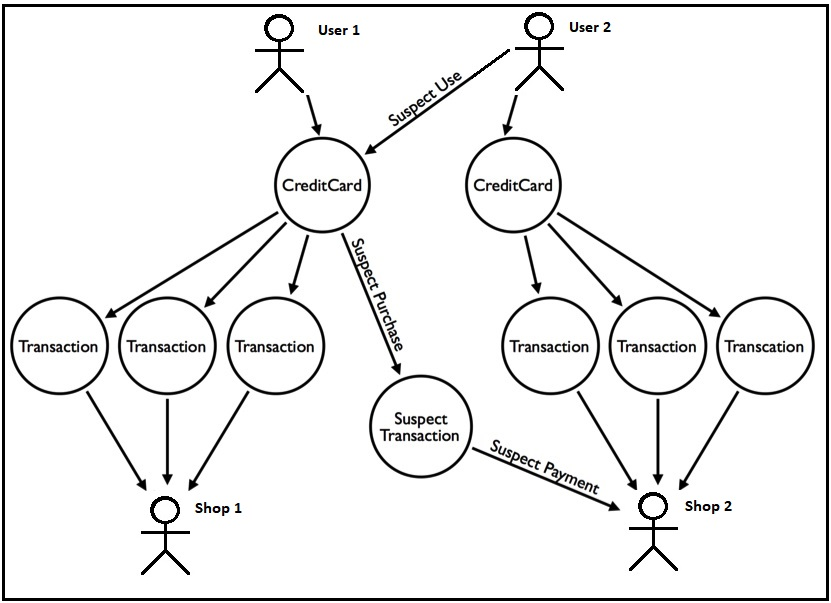 User 1
User 2
Suspect Use
CreditCard
CreditCard
Suspect Purchase
Transaction
Transaction
Transaction
Transaction
Transaction
Transcation
Suspect
Transaction
Suspect Payment
Shop 1
Shop 2